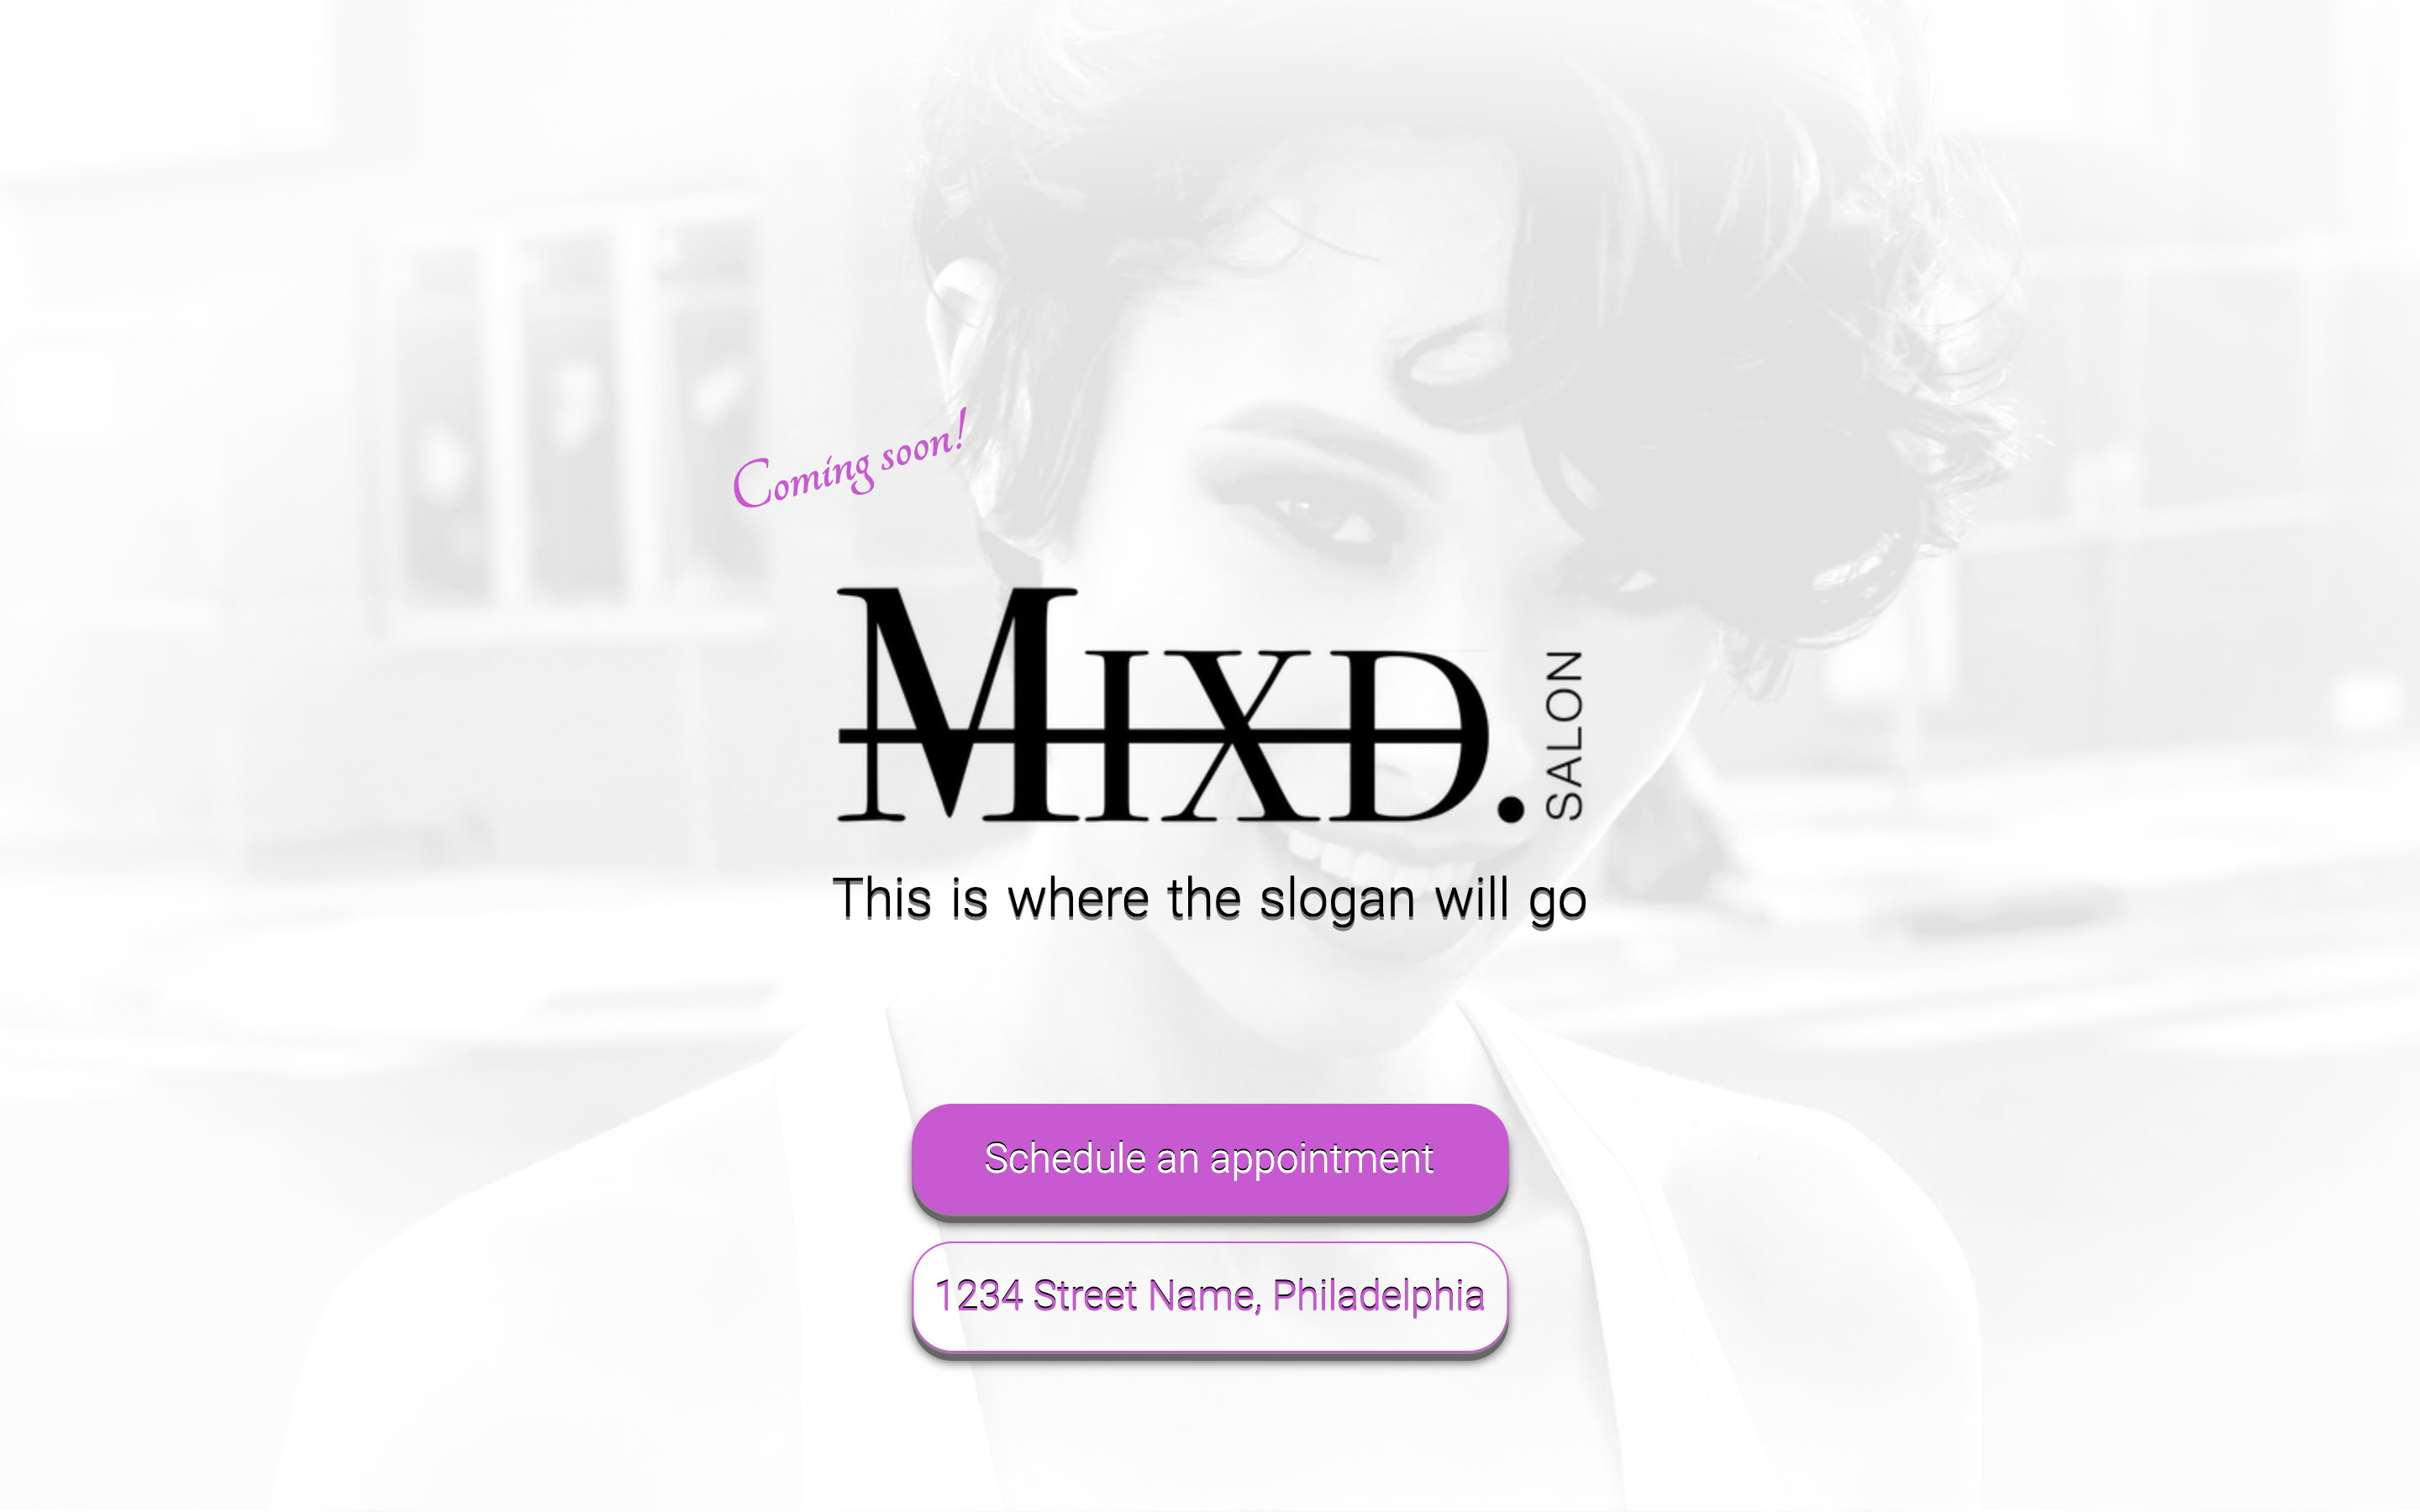 Coming soon!
MIXD.
SALON
This is where the slogan will go
Schedule an appointment
1234 Street Name, Philadelphia